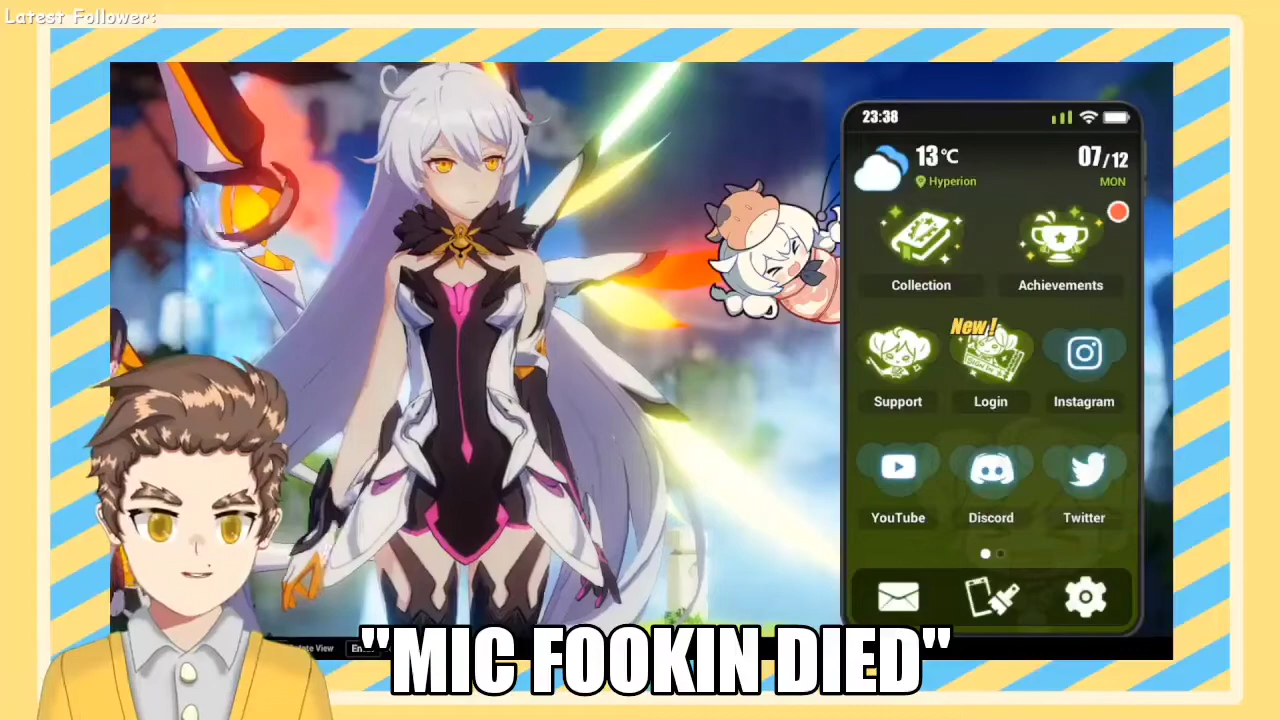 Latest Follower:
23:38
13°C
07/12
Hyperion
MON
Collection
Achievements
New!
Support
Login
Instagram
YouTube
Discord
Twitter
"MIC FOOKIN DIED"